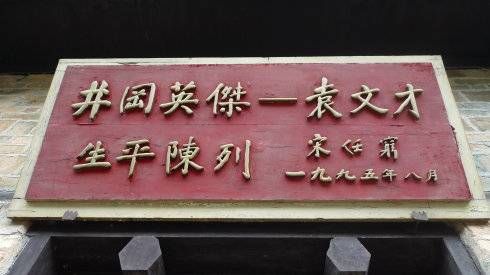 井岡英傑—袁文才
生平陳列
宋任窮
一九九五年八月